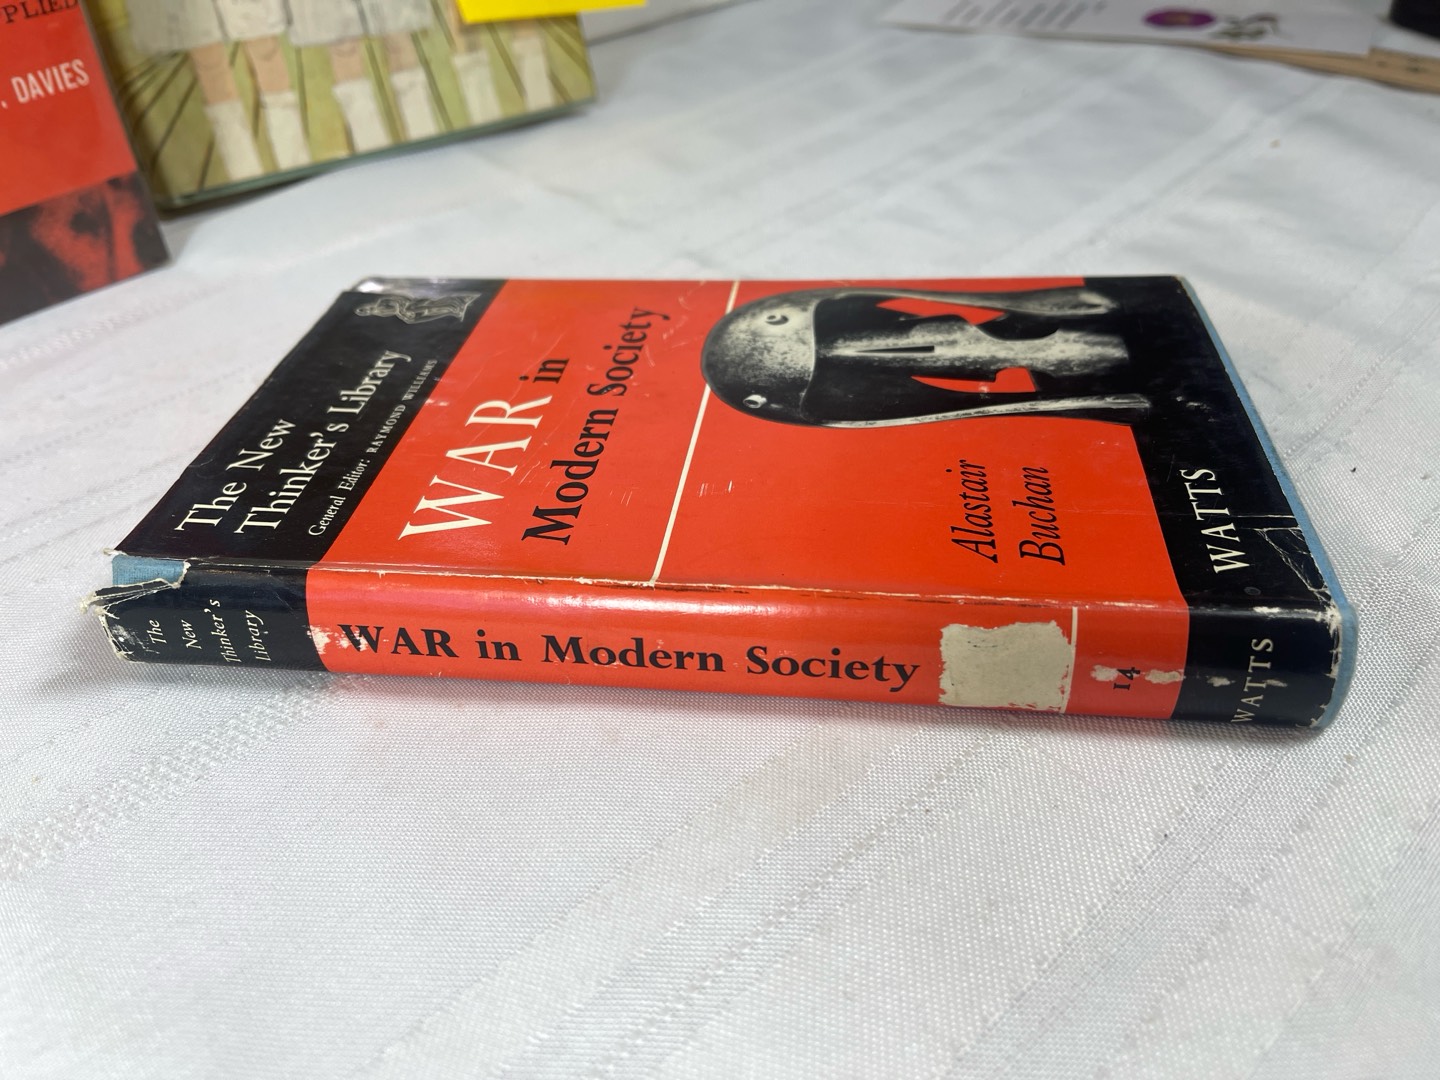 PLIED
. DAVIES
The New
Thinker's Library
General Editor: RAYMOND WILLIAMS
WAR in
Modern Society
Alastair
Buchan
WATTS
The
New
Thinker's
Library
WAR in Modern Society
14
WATTS